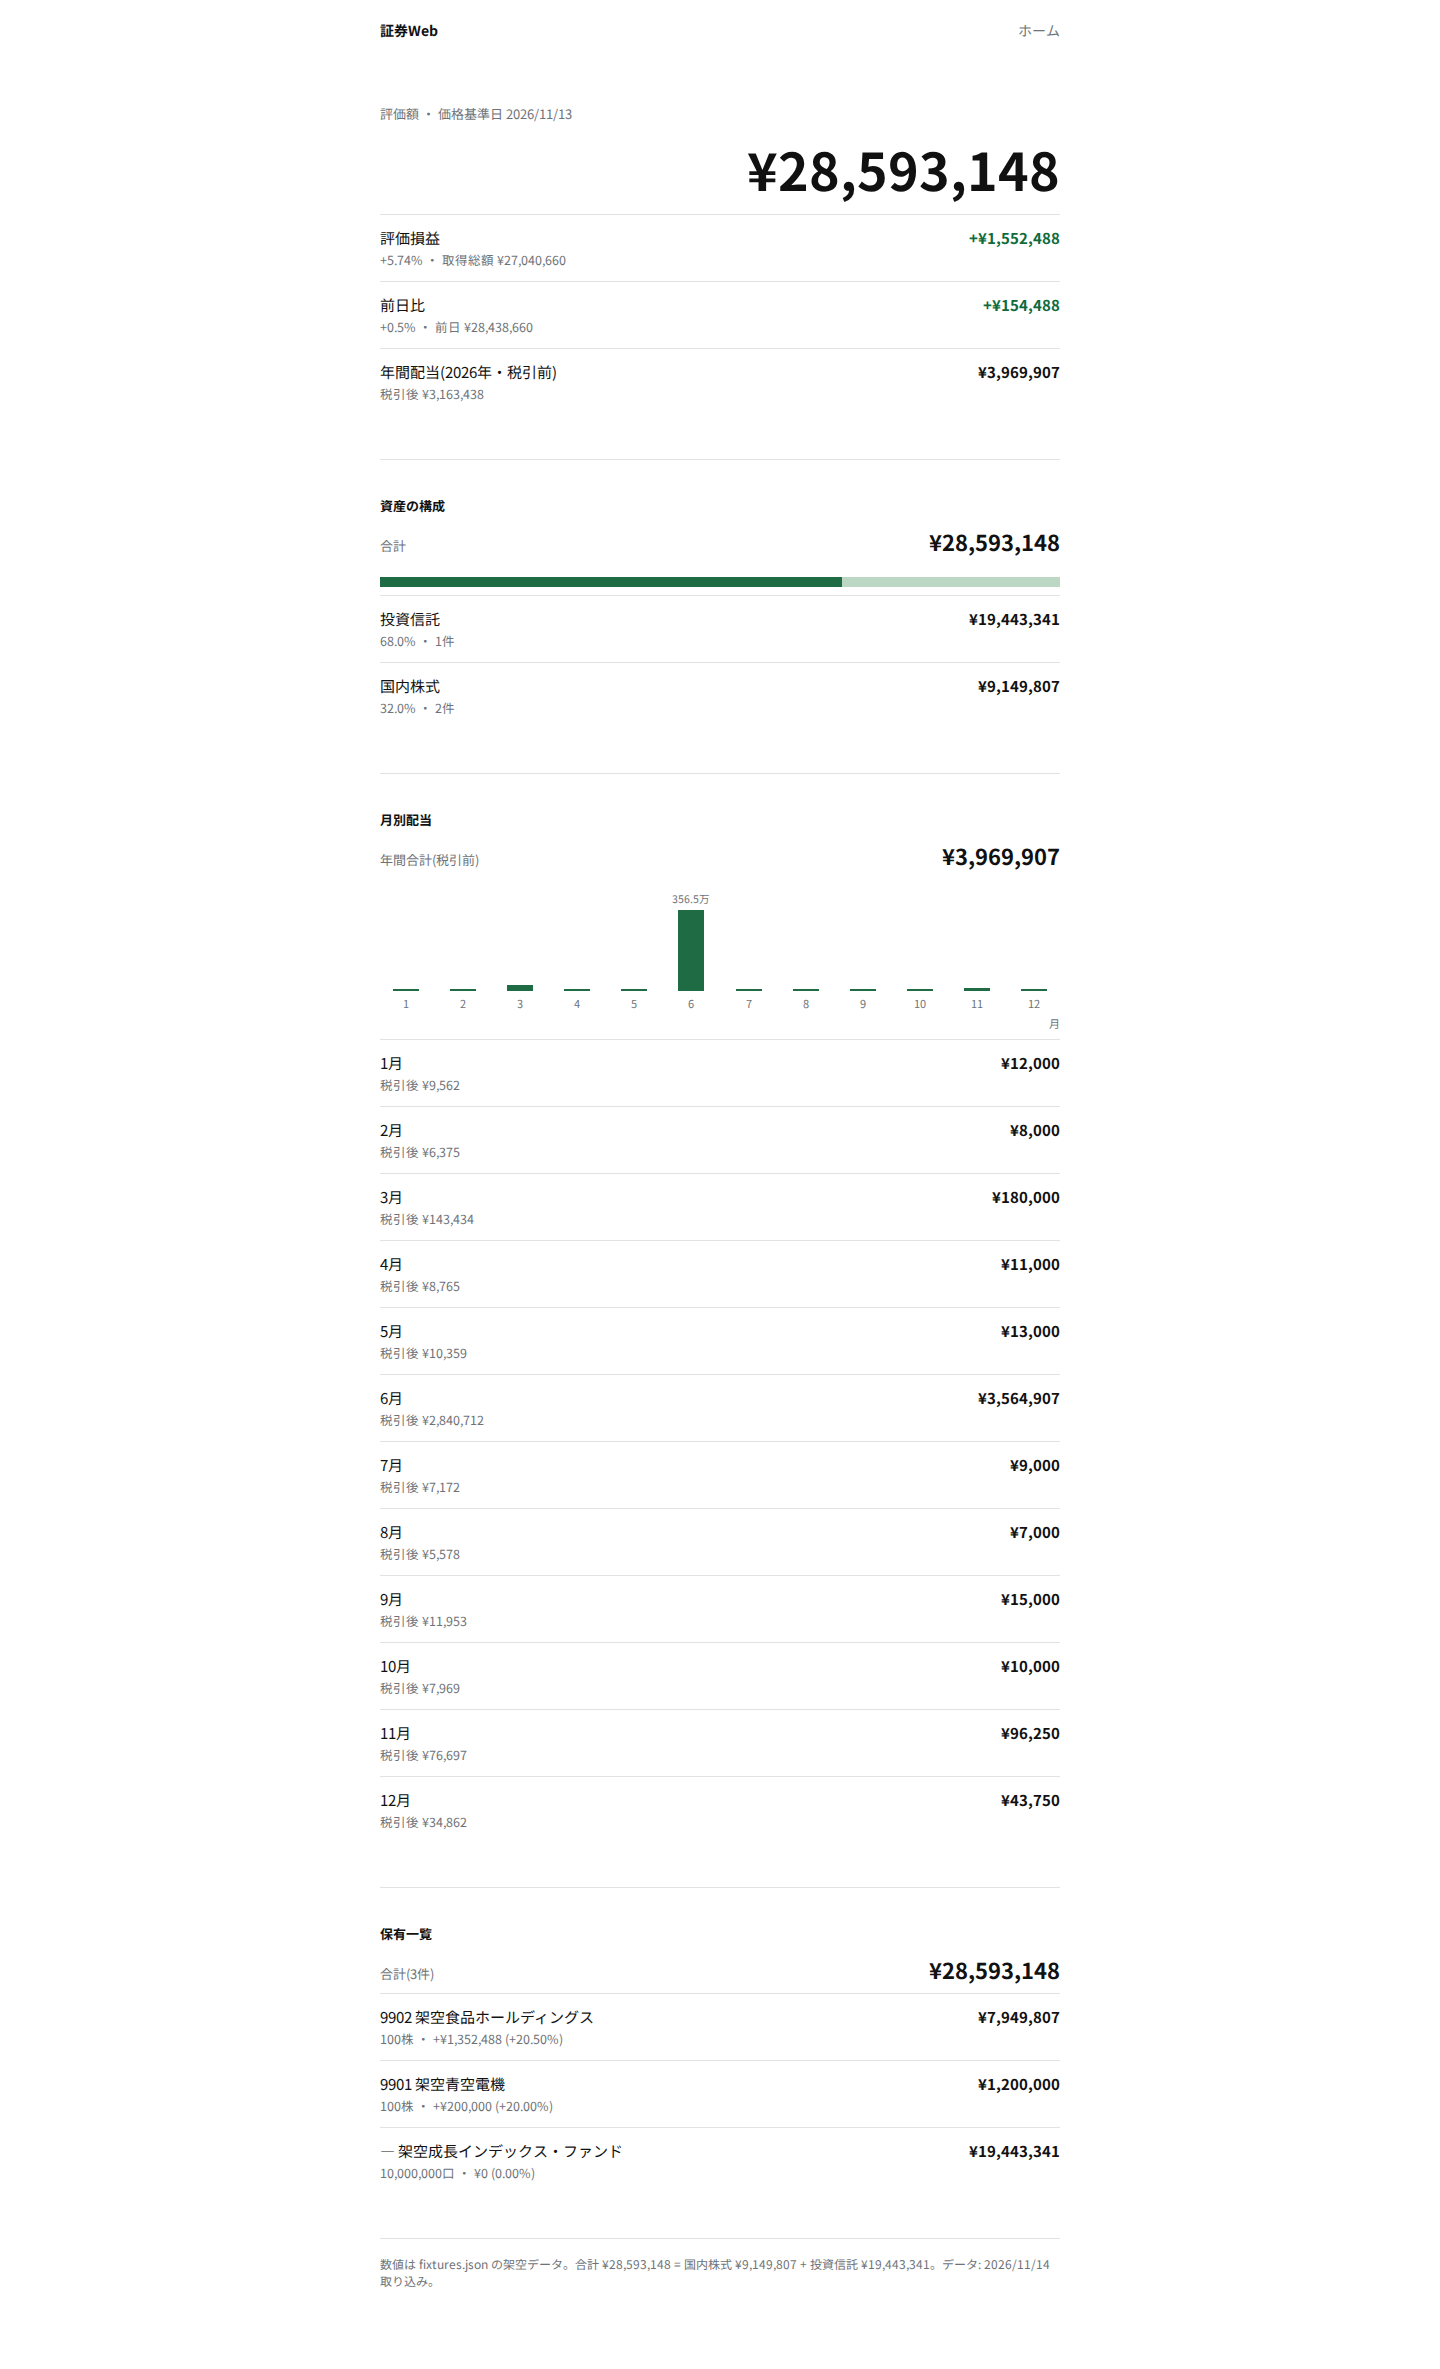 証券Web ホーム
評価額 ・ 価格基準日 2026/11/13
¥28,593,148
評価損益 +¥1,552,488
+5.74% ・ 取得総額 ¥27,040,660
前日比 +¥154,488
+0.5% ・ 前日 ¥28,438,660
年間配当(2026年・税引前) ¥3,969,907
税引後 ¥3,163,438
資産の構成
合計 ¥28,593,148
投資信託 ¥19,443,341
68.0% ・ 1件
国内株式 ¥9,149,807
32.0% ・ 2件
月別配当
年間合計(税引前) ¥3,969,907
356.5万
1 2 3 4 5 6 7 8 9 10 11 12
月
1月 ¥12,000
税引後 ¥9,562
2月 ¥8,000
税引後 ¥6,375
3月 ¥180,000
税引後 ¥143,434
4月 ¥11,000
税引後 ¥8,765
5月 ¥13,000
税引後 ¥10,359
6月 ¥3,564,907
税引後 ¥2,840,712
7月 ¥9,000
税引後 ¥7,172
8月 ¥7,000
税引後 ¥5,578
9月 ¥15,000
税引後 ¥11,953
10月 ¥10,000
税引後 ¥7,969
11月 ¥96,250
税引後 ¥76,697
12月 ¥43,750
税引後 ¥34,862
保有一覧
合計(3件) ¥28,593,148
9902 架空食品ホールディングス ¥7,949,807
100株 ・ +¥1,352,488 (+20.50%)
9901 架空青空電機 ¥1,200,000
100株 ・ +¥200,000 (+20.00%)
— 架空成長インデックス・ファンド ¥19,443,341
10,000,000口 ・ ¥0 (0.00%)
数値は fixtures.json の架空データ。合計 ¥28,593,148 = 国内株式 ¥9,149,807 + 投資信託 ¥19,443,341。データ: 2026/11/14
取り込み。